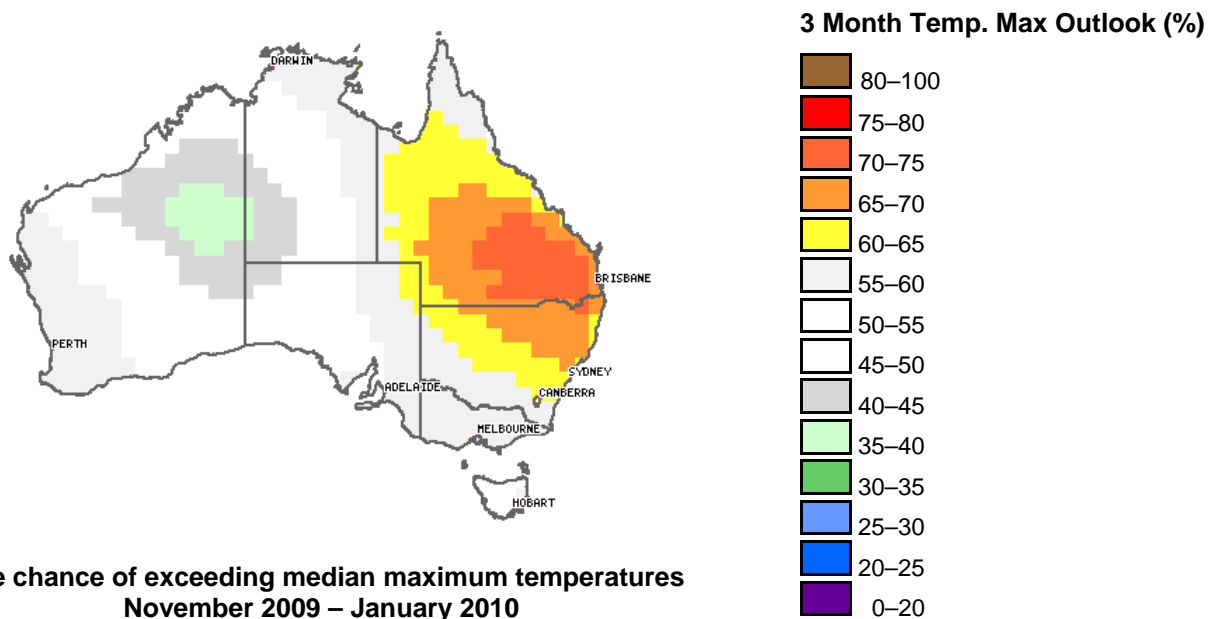 3 Month Temp. Max Outlook (%)
DARWIN
BRISBANE
PERTH
SYDNEY
ADELAIDE
CANBERRA
MELBOURNE
HOBART
80–100
75–80
70–75
65–70
60–65
55–60
50–55
45–50
40–45
35–40
30–35
25–30
20–25
0–20
e chance of exceeding median maximum temperatures
November 2009 – January 2010